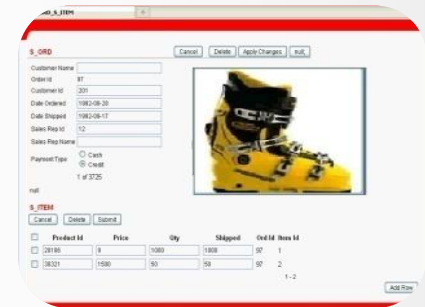 S_ORD
Cancel Delete Apply Changes null;
Customer Name
Order Id 97
Customer Id 201
Date Ordered 1992-08-28
Date Shipped 1992-09-17
Sales Rep Id 12
Sales Rep Name
Payment Type Cash
Credit
1 of 3725
null
S_ITEM
Cancel Delete Submit
Product Id Price Qty Shipped Ord Id Item Id
20106 9 1000 1000 97 1
30321 1500 50 50 97 2
1 - 2
Add Row